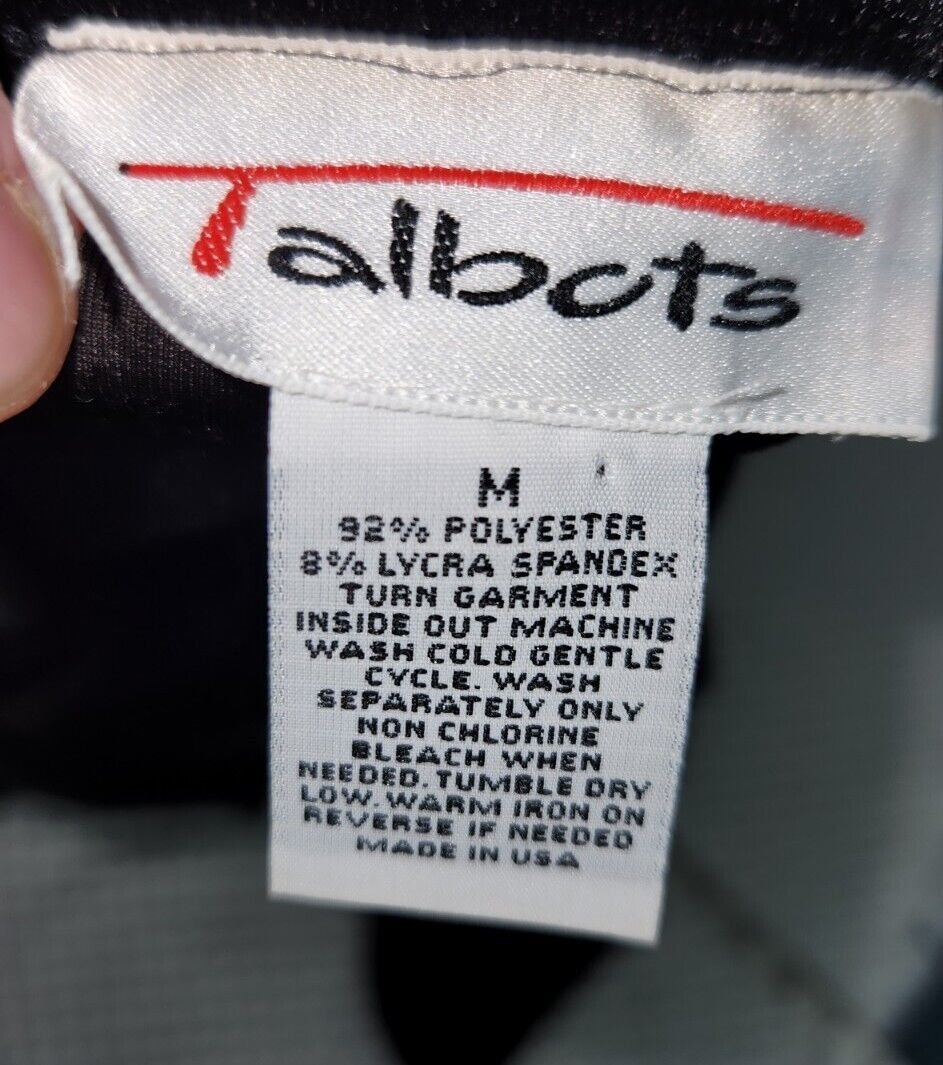 Talbots
M
92% POLYESTER
8% LYCRA SPANDEX
TURN GARMENT
INSIDE OUT MACHINE
WASH COLD GENTLE
CYCLE. WASH
SEPARATELY ONLY
NON CHLORINE
BLEACH WHEN
NEEDED. TUMBLE DRY
LOW. WARM IRON ON
REVERSE IF NEEDED
MADE IN USA